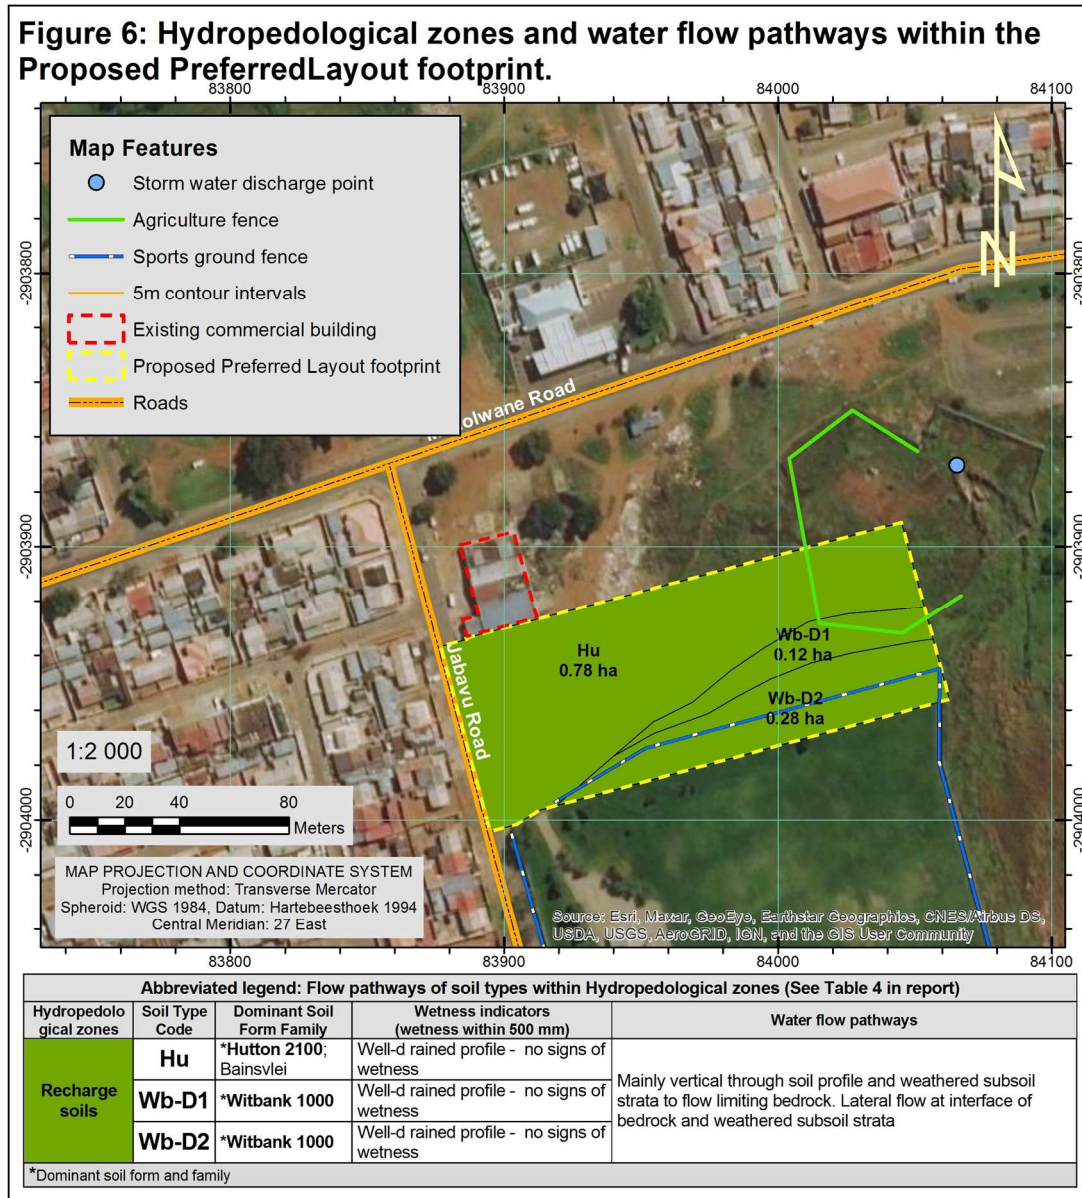 Figure 6: Hydropedological zones and water flow pathways within the
Proposed PreferredLayout footprint.
83800 83900 84000 84100
Map Features
Storm water discharge point
Agriculture fence
Sports ground fence
5m contour intervals
Existing commercial building
Proposed Preferred Layout footprint
Roads
N
-2903800 -2903800
Road
-2903900 -2903900
Hu
0.78 ha
Wb-D1
0.12 ha
Wb-D2
0.28 ha
Jabavu Road
1:2 000
0 20 40 80
Meters
-2904000 -2904000
MAP PROJECTION AND COORDINATE SYSTEM
Projection method: Transverse Mercator
Spheroid: WGS 1984, Datum: Hartebeesthoek 1994
Central Meridian: 27 East
Source: Esri, Maxar, GeoEye, Earthstar Geographics, CNES/Airbus DS,
USDA, USGS, AeroGRID, IGN, and the GIS User Community
83800 83900 84000 84100
Abbreviated legend: Flow pathways of soil types within Hydropedological zones (See Table 4 in report)
Hydropedolo
gical zones
Soil Type
Code
Dominant Soil
Form Family
Wetness indicators
(wetness within 500 mm)
Water flow pathways
Recharge
soils
Hu
*Hutton 2100;
Bainsvlei
Well-d rained profile - no signs of
wetness
Wb-D1
*Witbank 1000
Well-d rained profile - no signs of
wetness
Wb-D2
*Witbank 1000
Well-d rained profile - no signs of
wetness
Mainly vertical through soil profile and weathered subsoil
strata to flow limiting bedrock. Lateral flow at interface of
bedrock and weathered subsoil strata
*Dominant soil form and family